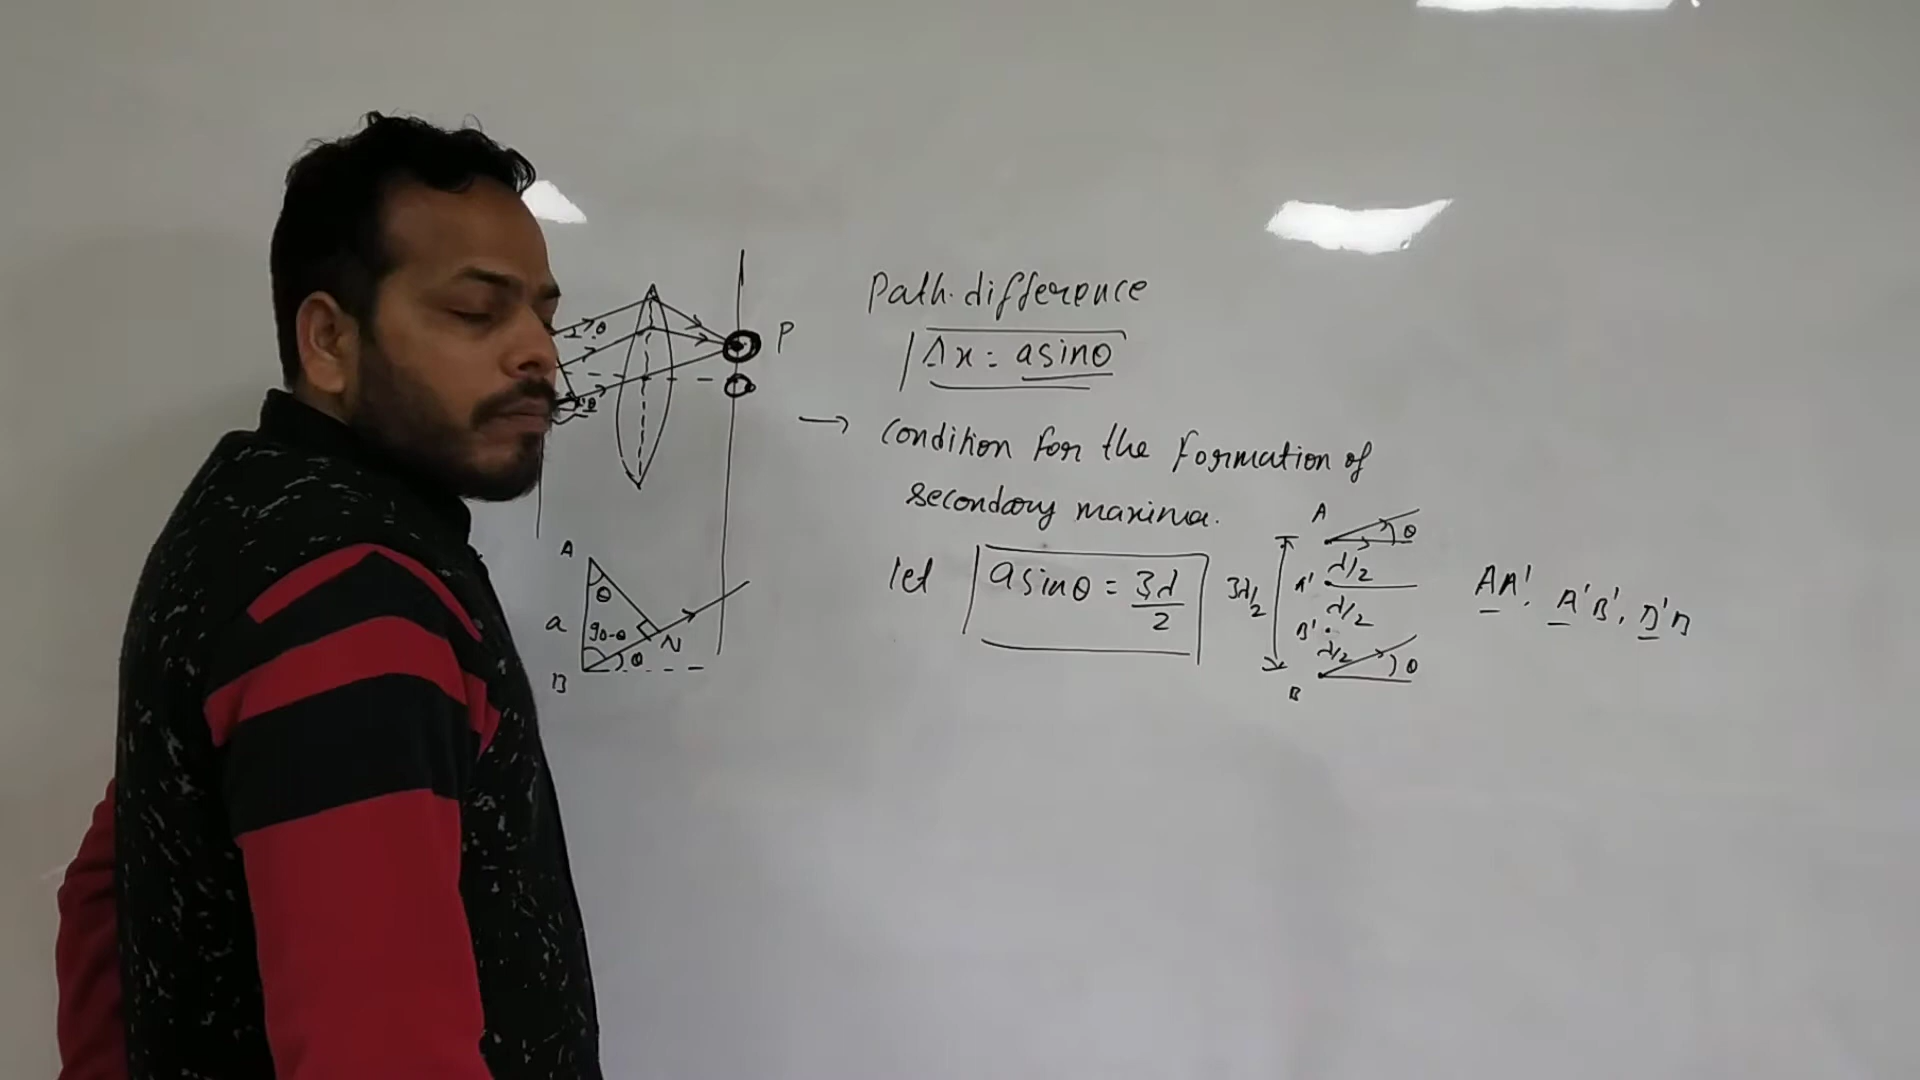 Path. difference
Δx = asinθ
→ condition for the formation of
secondary maxima.
let asinθ = 3λ/2
3λ/2
A
θ
λ/2
A'
λ/2
B'
λ/2
θ
B
AA', A'B', B'B
P
θ
θ
A
θ
a
90-θ
N
θ
B